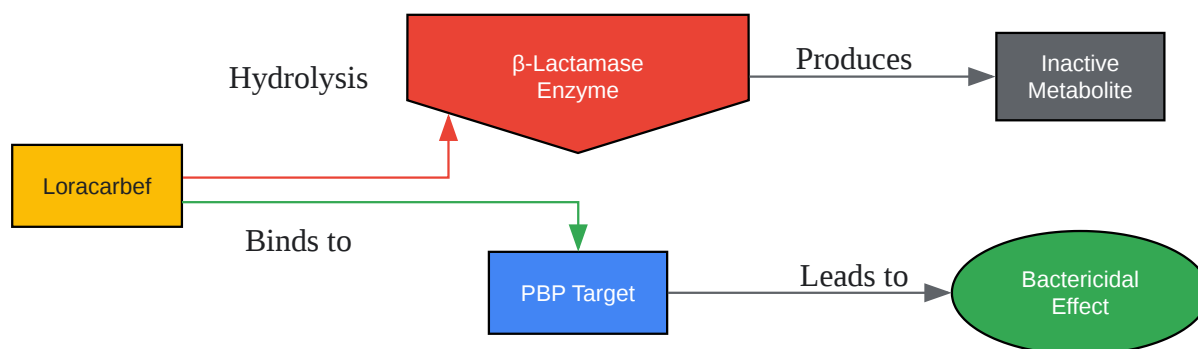 Hydrolysis
β-Lactamase
Enzyme
Produces
Inactive
Metabolite
Loracarbef
Binds to
PBP Target
Leads to
Bactericidal
Effect